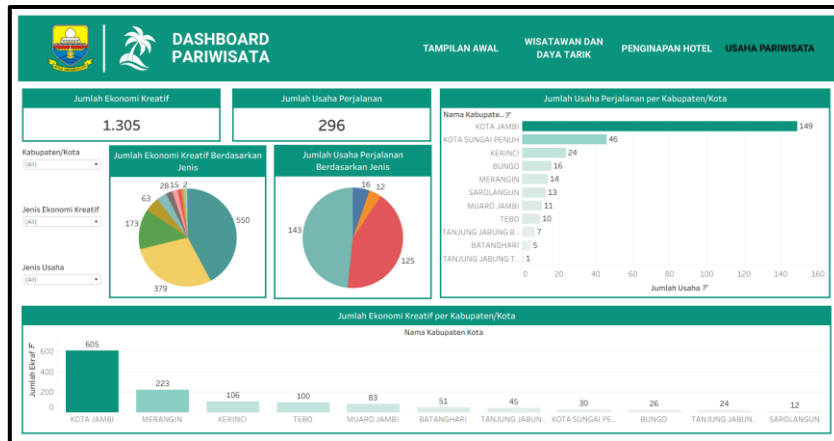 DASHBOARD
PARIWISATA
TAMPILAN AWAL
WISATAWAN DAN
DAYA TARIK
PENGINAPAN HOTEL
USAHA PARIWISATA
Jumlah Ekonomi Kreatif
1.305
Jumlah Usaha Perjalanan
296
Kabupaten/Kota
(All)
Jenis Ekonomi Kreatif
(All)
Jenis Usaha
(All)
Jumlah Ekonomi Kreatif Berdasarkan
Jenis
2
15
28
63
173
379
550
Jumlah Usaha Perjalanan
Berdasarkan Jenis
16
12
143
125
Jumlah Usaha Perjalanan per Kabupaten/Kota
Nama Kabupate..
KOTA JAMBI 149
KOTA SUNGAI PENUH 46
KERINCI 24
BUNGO 16
MERANGIN 14
SAROLANGUN 13
MUARO JAMBI 11
TEBO 10
TANJUNG JABUNG B.. 7
BATANGHARI 5
TANJUNG JABUNG T.. 1
0 20 40 60 80 100 120 140 160
Jumlah Usaha
Jumlah Ekonomi Kreatif per Kabupaten/Kota
Nama Kabupaten Kota
Jumlah Ekraf
600
400
200
0
605 223 106 100 83 51 45 30 26 24 12
KOTA JAMBI MERANGIN KERINCI TEBO MUARO JAMBI BATANGHARI TANJUNG JABUN.. KOTA SUNGAI PE.. BUNGO TANJUNG JABUN.. SAROLANGUN